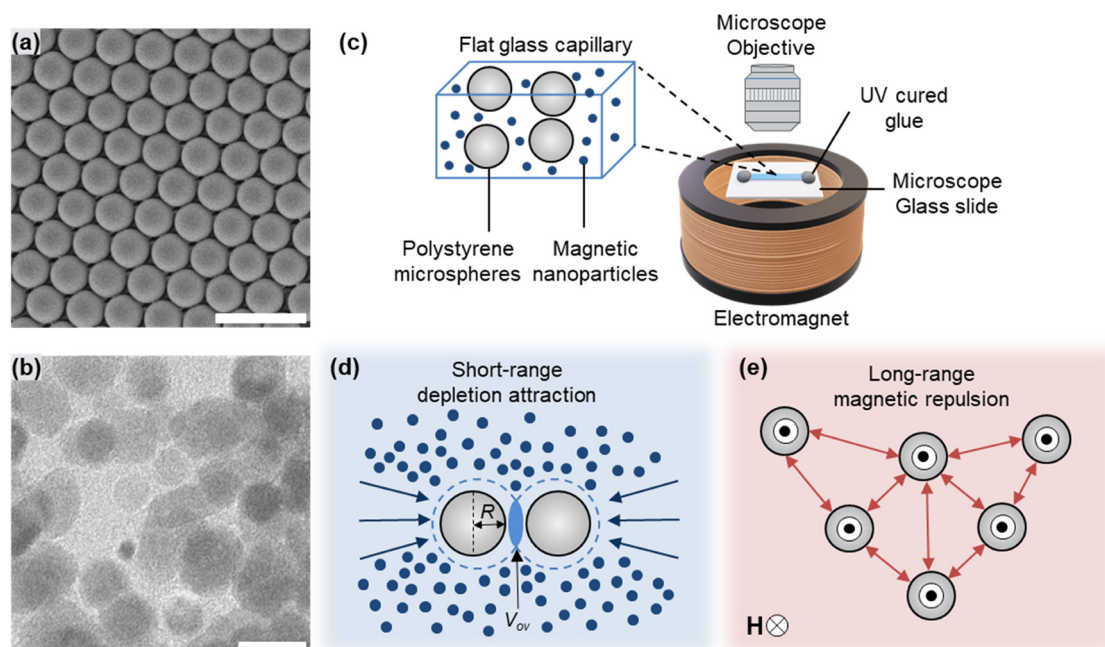 (a)
(c)
Flat glass capillary
Microscope
Objective
UV cured
glue
Microscope
Glass slide
Polystyrene
microspheres
Magnetic
nanoparticles
Electromagnet
(b)
(d)
Short-range
depletion attraction
R
Vov
(e)
Long-range
magnetic repulsion
H